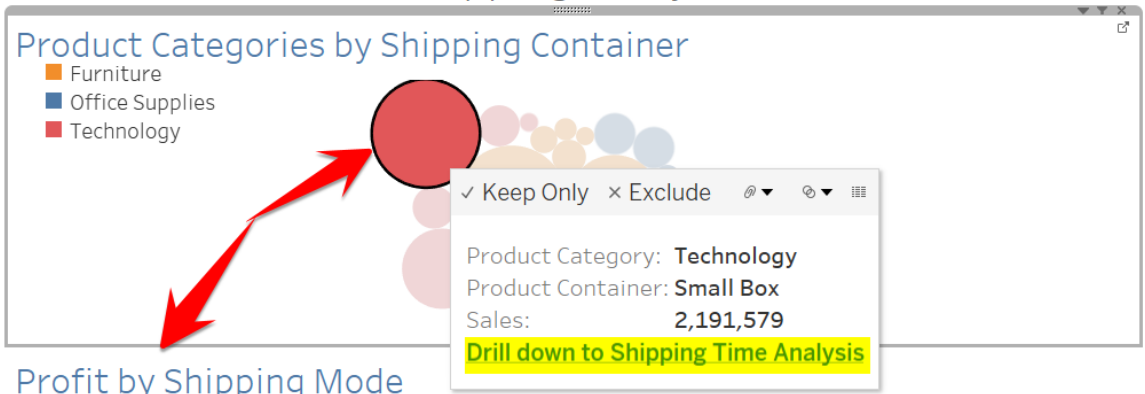 Product Categories by Shipping Container
Furniture
Office Supplies
Technology
✓ Keep Only × Exclude
Product Category: Technology
Product Container: Small Box
Sales: 2,191,579
Drill down to Shipping Time Analysis
Profit by Shipping Mode